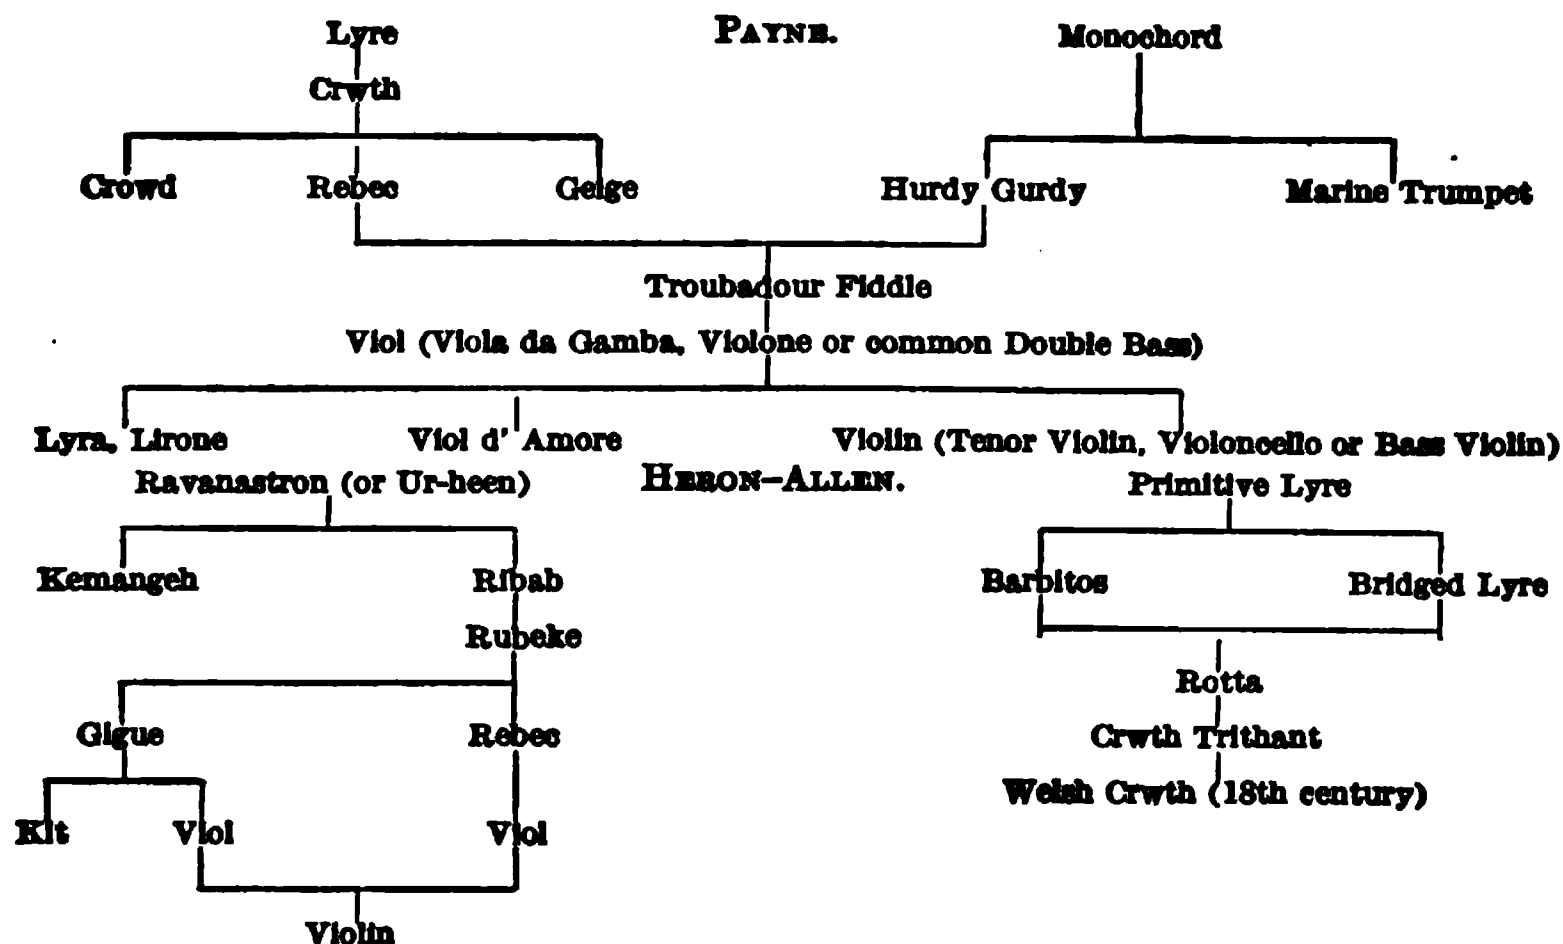 Lyre PAYNE. Monochord
Crwth
Crowd Rebec Geige Hurdy Gurdy Marine Trumpet
Troubadour Fiddle
Viol (Viola da Gamba, Violone or common Double Bass)
Lyra, Lirone Viol d' Amore Violin (Tenor Violin, Violoncello or Bass Violin)
Ravanastron (or Ur-heen) HERON-ALLEN. Primitive Lyre
Kemangeh Ribab Barbitos Bridged Lyre
Rubeke
Rotta
Gigue Rebec Crwth Trithant
Welsh Crwth (18th century)
Kit Viol Viol
Violin